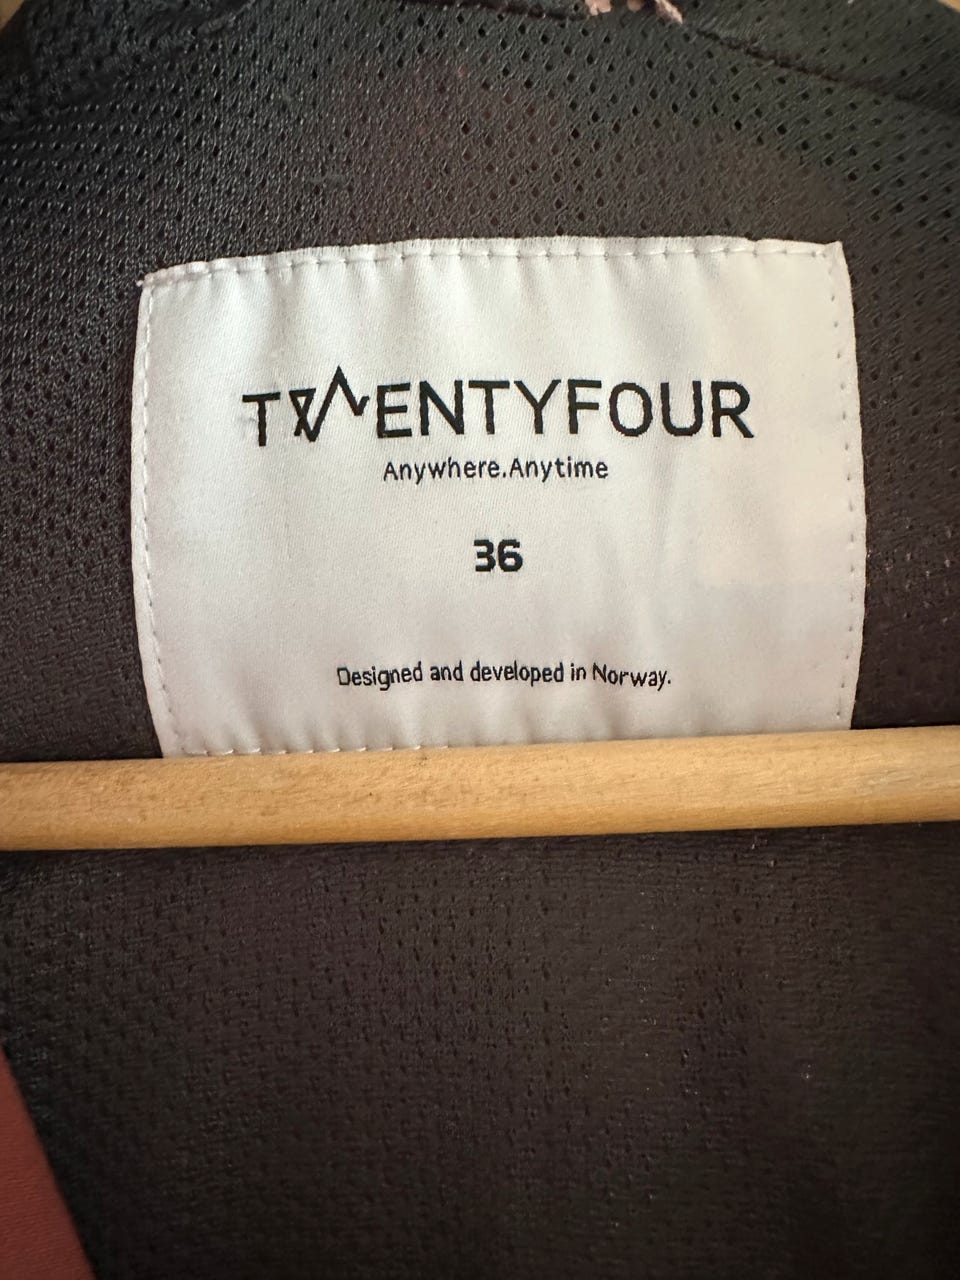 TWENTYFOUR
Anywhere.Anytime
36
Designed and developed in Norway.